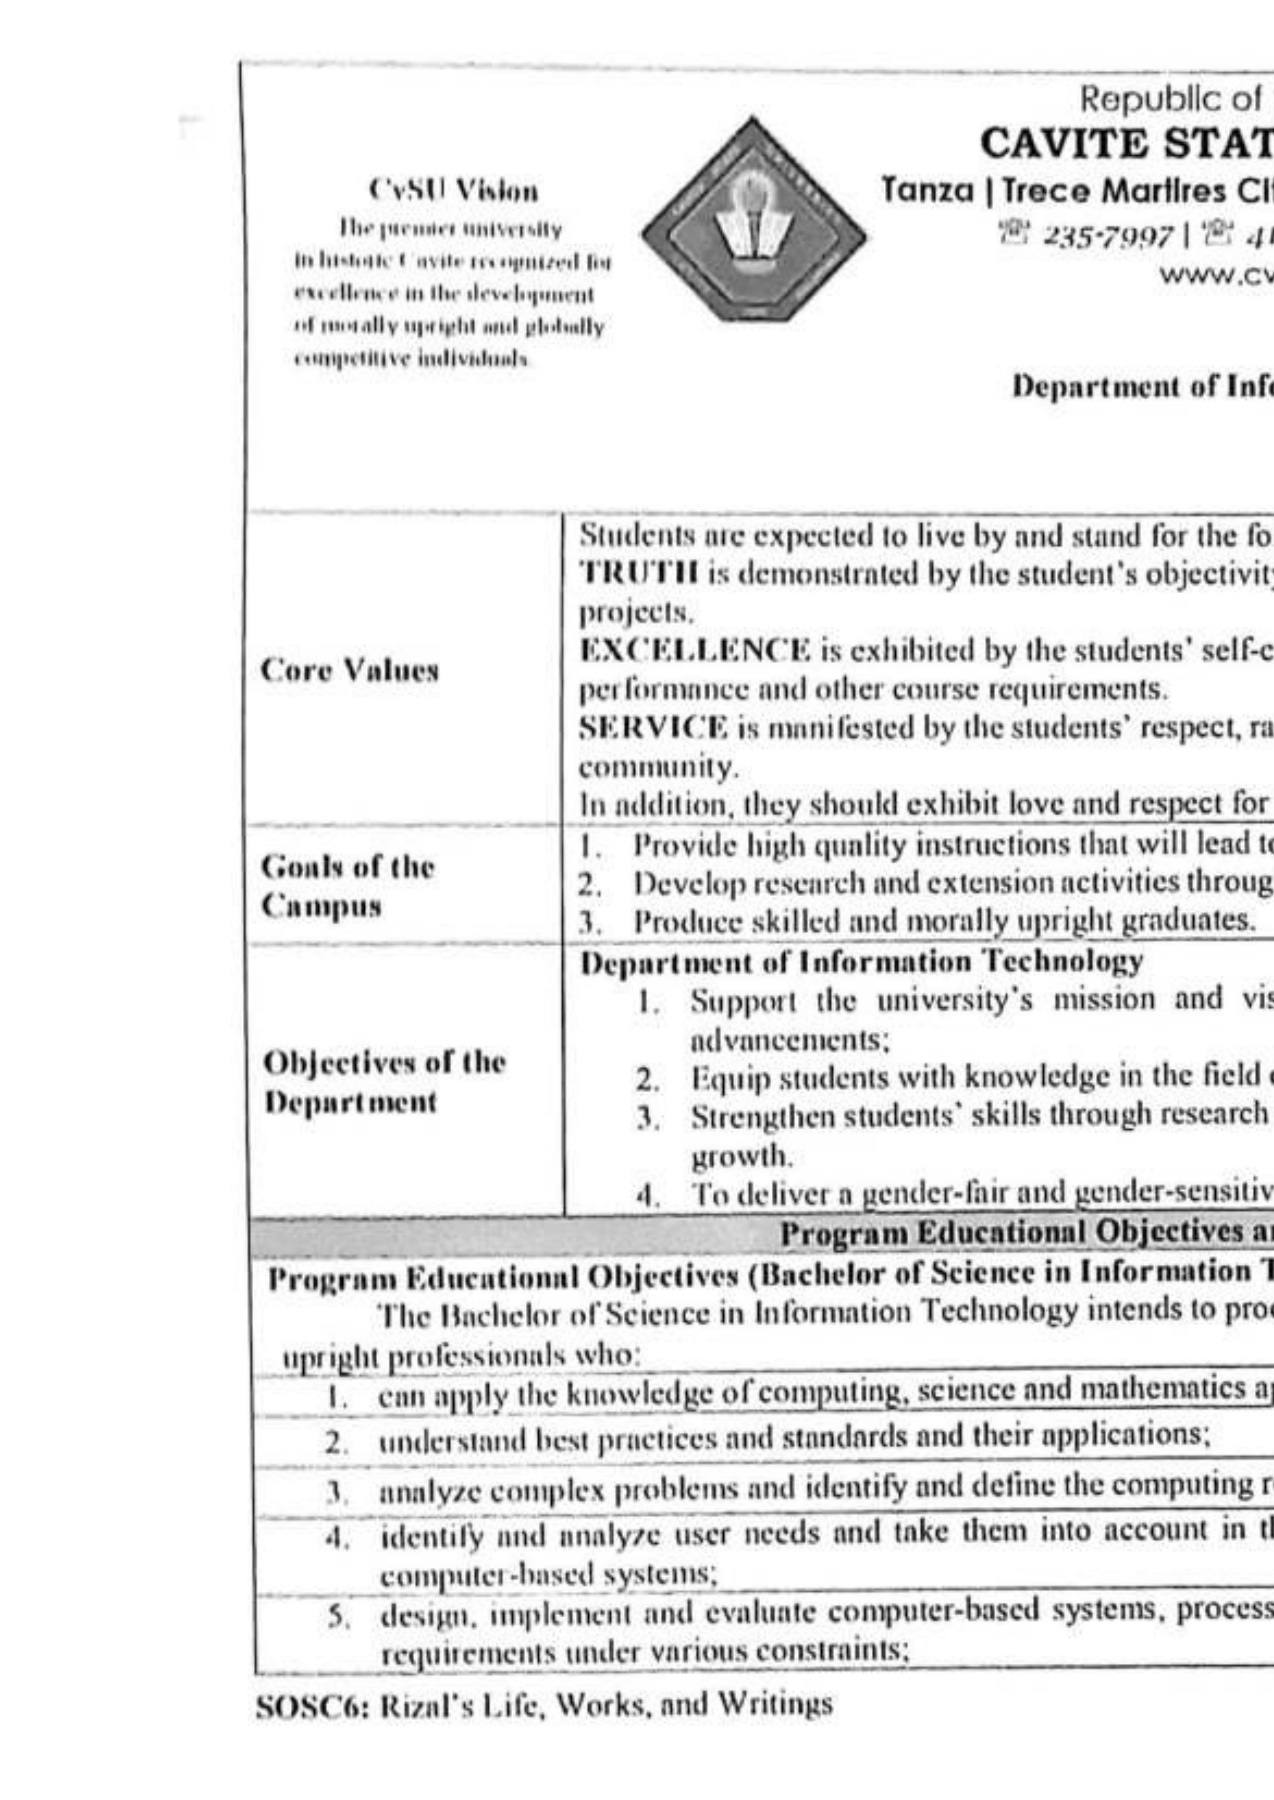 Republic of
CAVITE STAT
Tanza | Trece Martires Cit
☏ 235-7997 | ☏ 41
www.cv
CvSU Vision
The premier university
in historic Cavite recognized for
excellence in the development
of morally upright and globally
competitive individuals.
Department of Info
Core Values
Students are expected to live by and stand for the fo
TRUTH is demonstrated by the student's objectivity
projects.
EXCELLENCE is exhibited by the students' self-c
performance and other course requirements.
SERVICE is manifested by the students' respect, ra
community.
In addition, they should exhibit love and respect for
Goals of the
Campus
1. Provide high quality instructions that will lead to
2. Develop research and extension activities throug
3. Produce skilled and morally upright graduates.
Objectives of the
Department
Department of Information Technology
1. Support the university's mission and vis
advancements;
2. Equip students with knowledge in the field
3. Strengthen students' skills through research
growth.
4. To deliver a gender-fair and gender-sensitiv
Program Educational Objectives an
Program Educational Objectives (Bachelor of Science in Information T
The Bachelor of Science in Information Technology intends to prod
upright professionals who:
1. can apply the knowledge of computing, science and mathematics ap
2. understand best practices and standards and their applications;
3. analyze complex problems and identify and define the computing r
4. identify and analyze user needs and take them into account in th
computer-based systems;
5. design, implement and evaluate computer-based systems, process
requirements under various constraints;
SOSC6: Rizal's Life, Works, and Writings